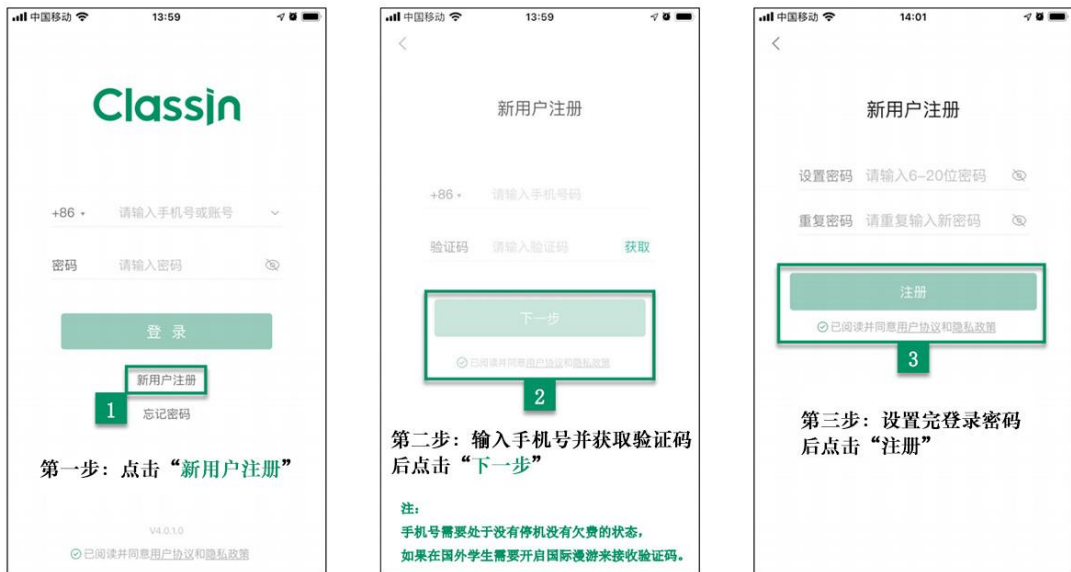 中国移动 13:59
ClassIn
+86 请输入手机号或账号
密码 请输入密码
登 录
新用户注册
1
忘记密码
第一步：点击“新用户注册”
V4.0.1.0
已阅读并同意用户协议和隐私政策
中国移动 13:59
新用户注册
+86 请输入手机号码
验证码 请输入验证码 获取
下一步
已阅读并同意用户协议和隐私政策
2
第二步：输入手机号并获取验证码
后点击“下一步”
注：
手机号需要处于没有停机没有欠费的状态，
如果在国外学生需要开启国际漫游来接收验证码。
中国移动 14:01
新用户注册
设置密码 请输入6-20位密码
重复密码 请重复输入新密码
注册
已阅读并同意用户协议和隐私政策
3
第三步：设置完登录密码
后点击“注册”